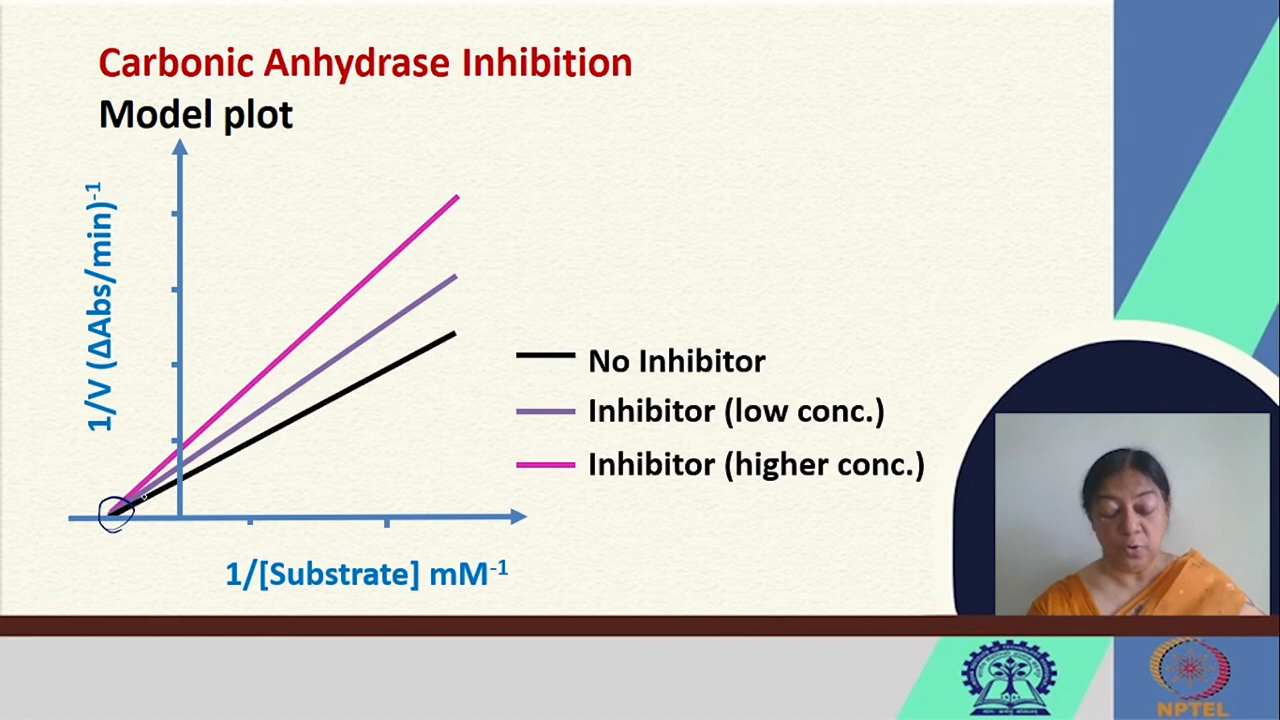 Carbonic Anhydrase Inhibition
Model plot
1/V (ΔAbs/min)-1
No Inhibitor
Inhibitor (low conc.)
Inhibitor (higher conc.)
1/[Substrate] mM-1
NPTEL